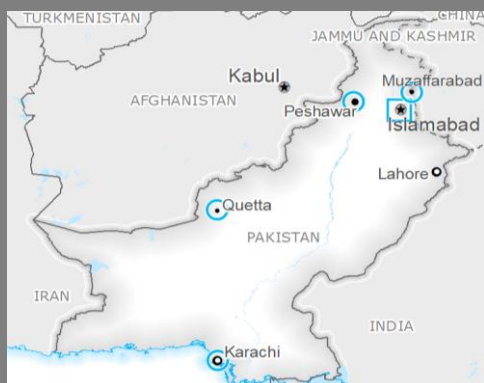 TURKMENISTAN
CHINA
JAMMU AND KASHMIR
Kabul
Muzaffarabad
AFGHANISTAN
Peshawar
Islamabad
Lahore
Quetta
PAKISTAN
IRAN
INDIA
Karachi